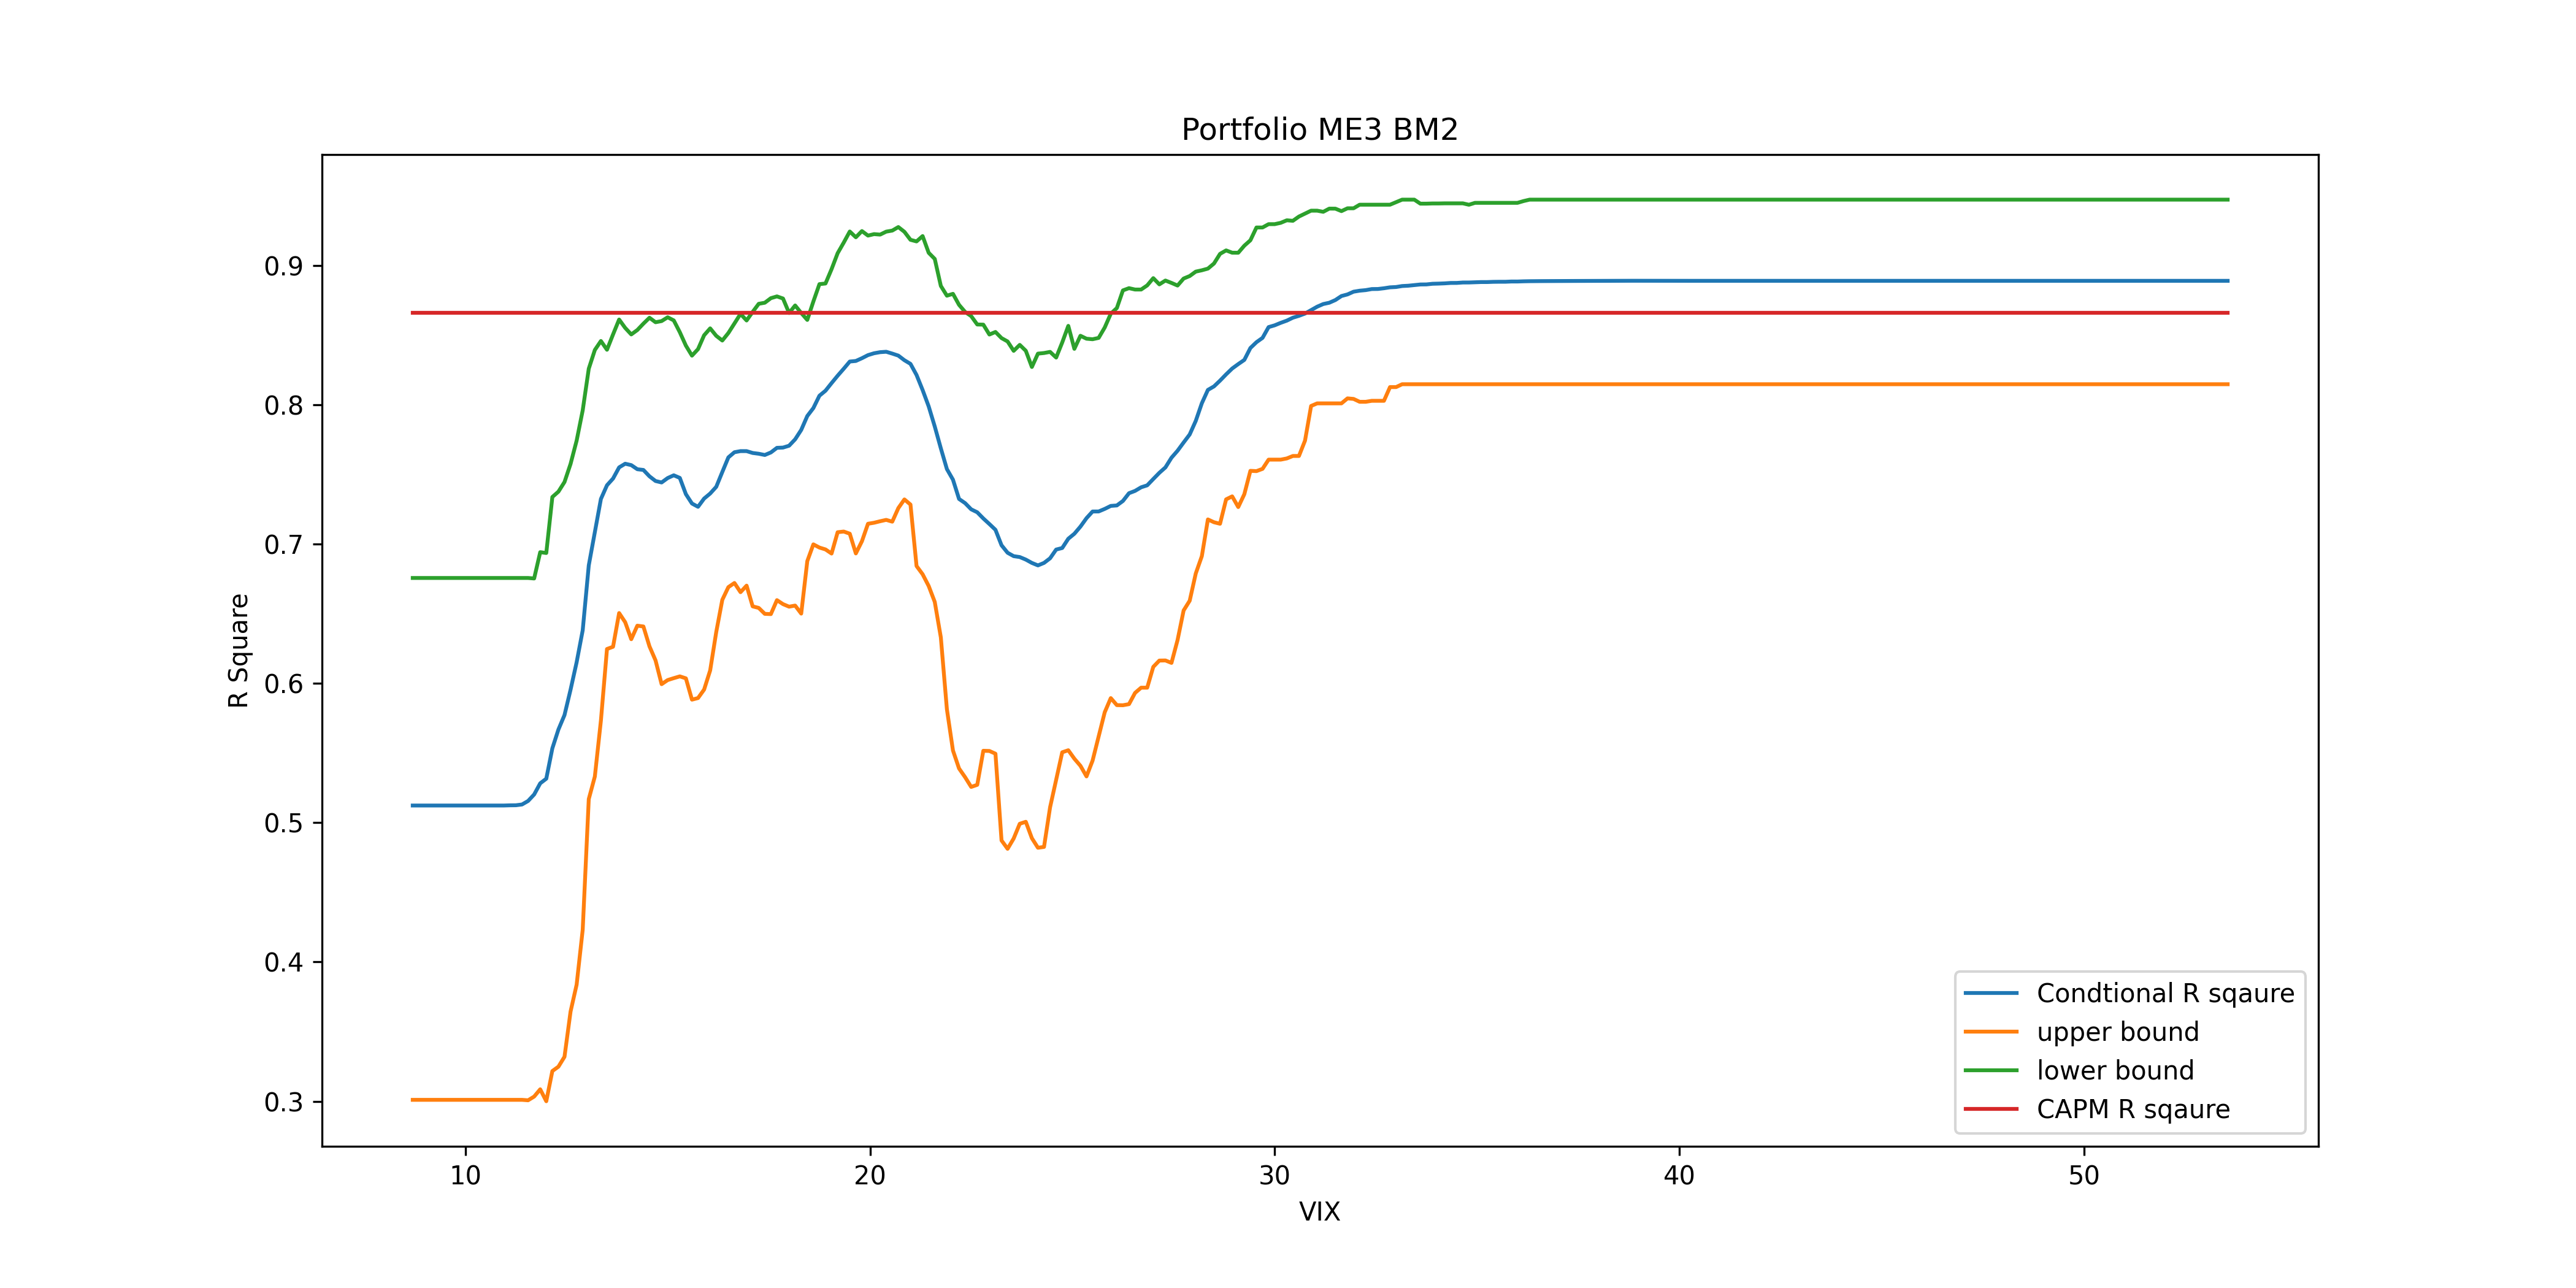 Portfolio ME3 BM2
R Square
0.9
0.8
0.7
0.6
0.5
0.4
0.3
10
20
30
40
50
VIX
Condtional R sqaure
upper bound
lower bound
CAPM R sqaure